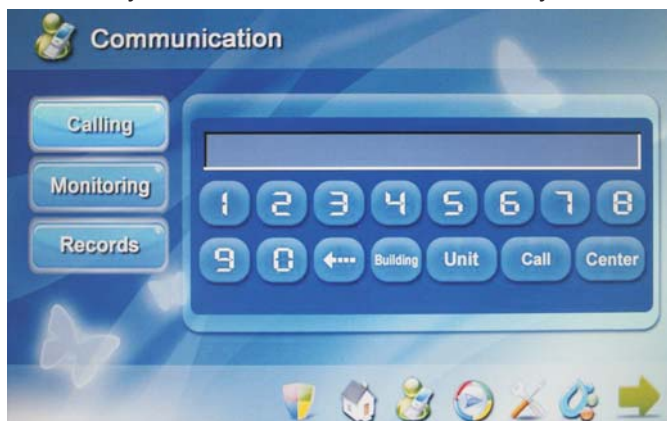 Communication
Calling
Monitoring
Records
1 2 3 4 5 6 7 8
9 0 Building Unit Call Center